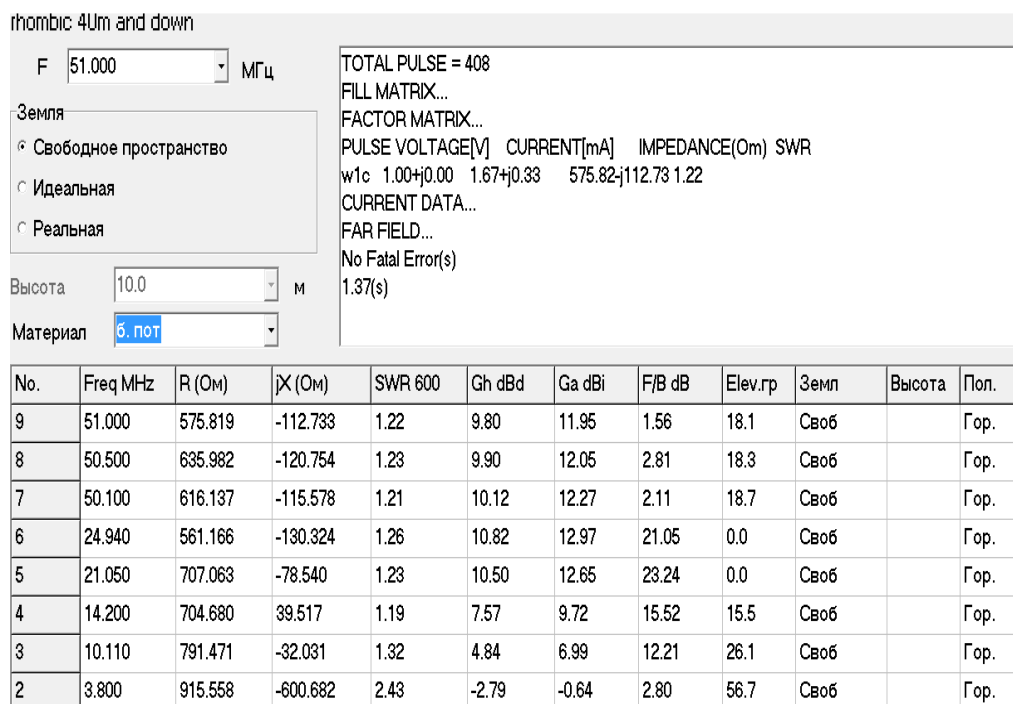 rhombic 40m and down
F 51.000 МГц
Земля
Свободное пространство
Идеальная
Реальная
Высота 10.0 м
Материал б. пот
TOTAL PULSE = 408
FILL MATRIX...
FACTOR MATRIX...
PULSE VOLTAGE[V] CURRENT[mA] IMPEDANCE(Om) SWR
w1c 1.00+j0.00 1.67+j0.33 575.82-j112.73 1.22
CURRENT DATA...
FAR FIELD...
No Fatal Error(s)
1.37(s)
No. Freq MHz R (Ом) jX (Ом) SWR 600 Gh dBd Ga dBi F/B dB Elev.гр Земл Высота Пол.
9 51.000 575.819 -112.733 1.22 9.80 11.95 1.56 18.1 Своб Гор.
8 50.500 635.982 -120.754 1.23 9.90 12.05 2.81 18.3 Своб Гор.
7 50.100 616.137 -115.578 1.21 10.12 12.27 2.11 18.7 Своб Гор.
6 24.940 561.166 -130.324 1.26 10.82 12.97 21.05 0.0 Своб Гор.
5 21.050 707.063 -78.540 1.23 10.50 12.65 23.24 0.0 Своб Гор.
4 14.200 704.680 39.517 1.19 7.57 9.72 15.52 15.5 Своб Гор.
3 10.110 791.471 -32.031 1.32 4.84 6.99 12.21 26.1 Своб Гор.
2 3.800 915.558 -600.682 2.43 -2.79 -0.64 2.80 56.7 Своб Гор.